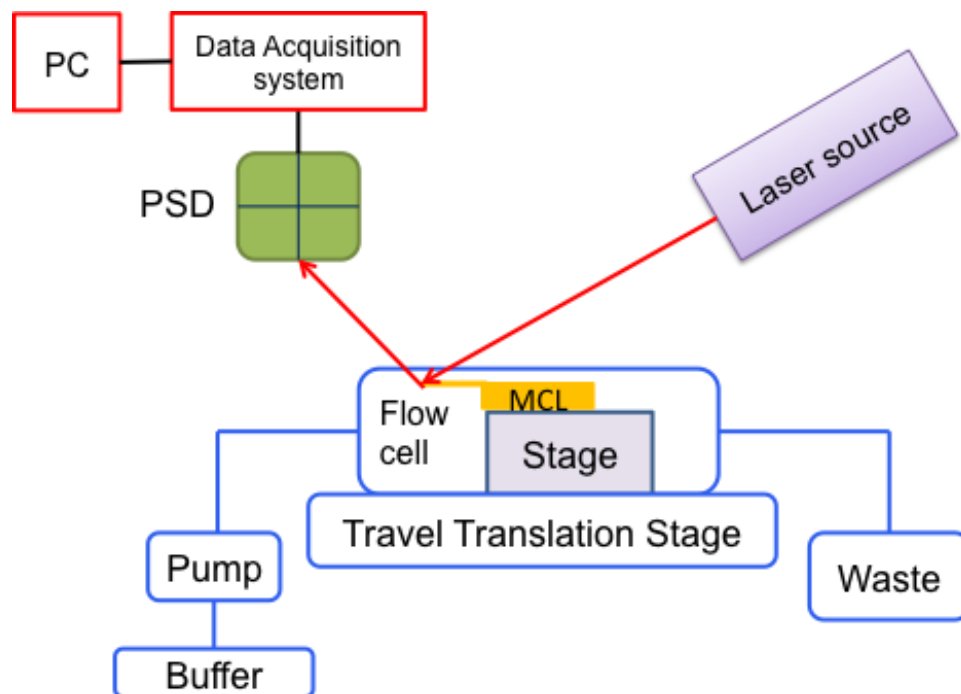 PC
Data Acquisition
system
Laser source
PSD
MCL
Flow
cell
Stage
Travel Translation Stage
Pump
Waste
Buffer